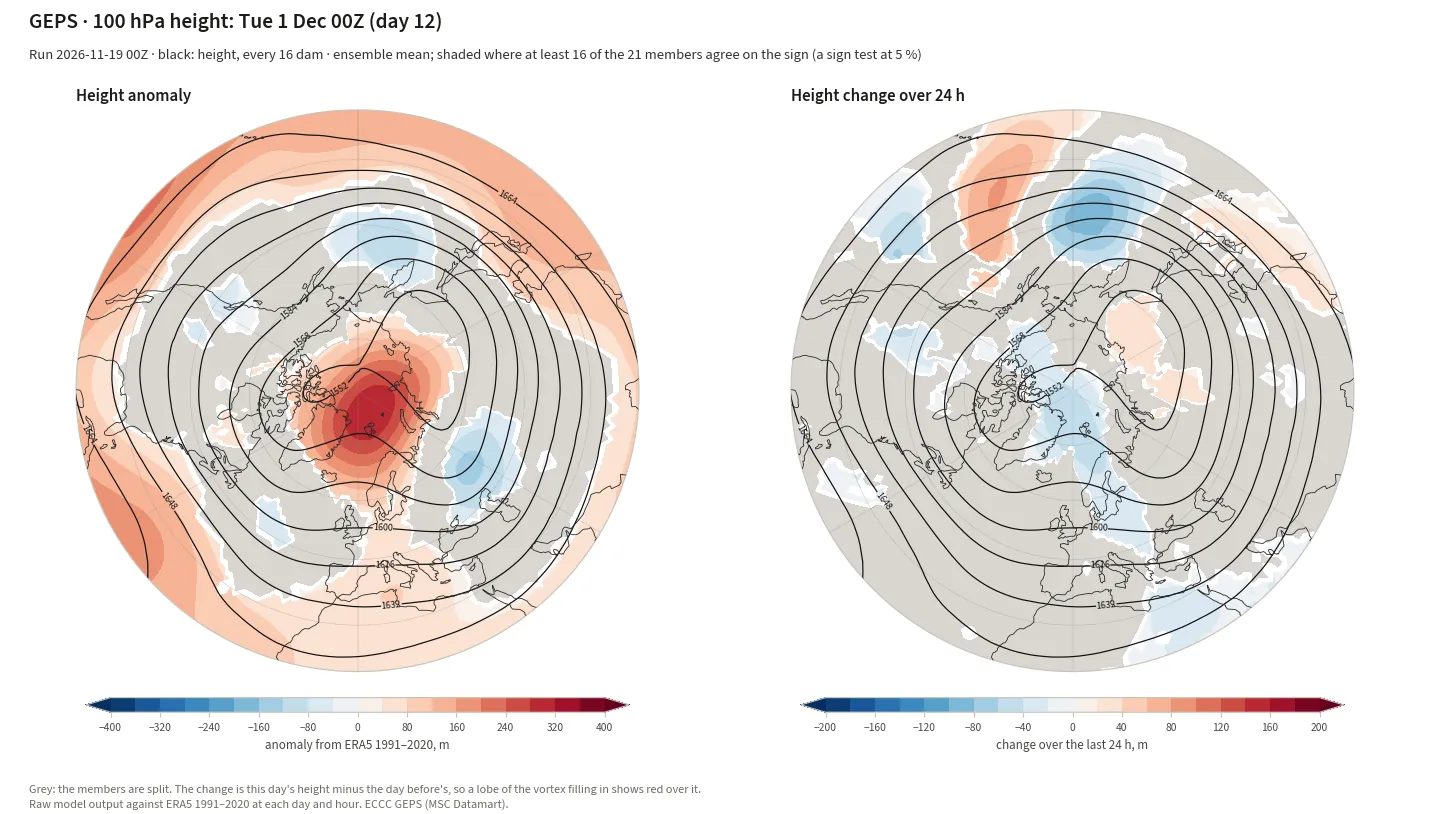 GEPS · 100 hPa height: Tue 1 Dec 00Z (day 12)
Run 2026-11-19 00Z · black: height, every 16 dam · ensemble mean; shaded where at least 16 of the 21 members agree on the sign (a sign test at 5 %)
Height anomaly
Height change over 24 h
1664
1584
1568
1552
1664
1648
1600
1616
1632
1664
1584
1568
1552
1664
1648
1600
1616
1632
−400 −320 −240 −160 −80 0 80 160 240 320 400
anomaly from ERA5 1991–2020, m
−200 −160 −120 −80 −40 0 40 80 120 160 200
change over the last 24 h, m
Grey: the members are split. The change is this day's height minus the day before's, so a lobe of the vortex filling in shows red over it.
Raw model output against ERA5 1991–2020 at each day and hour. ECCC GEPS (MSC Datamart).